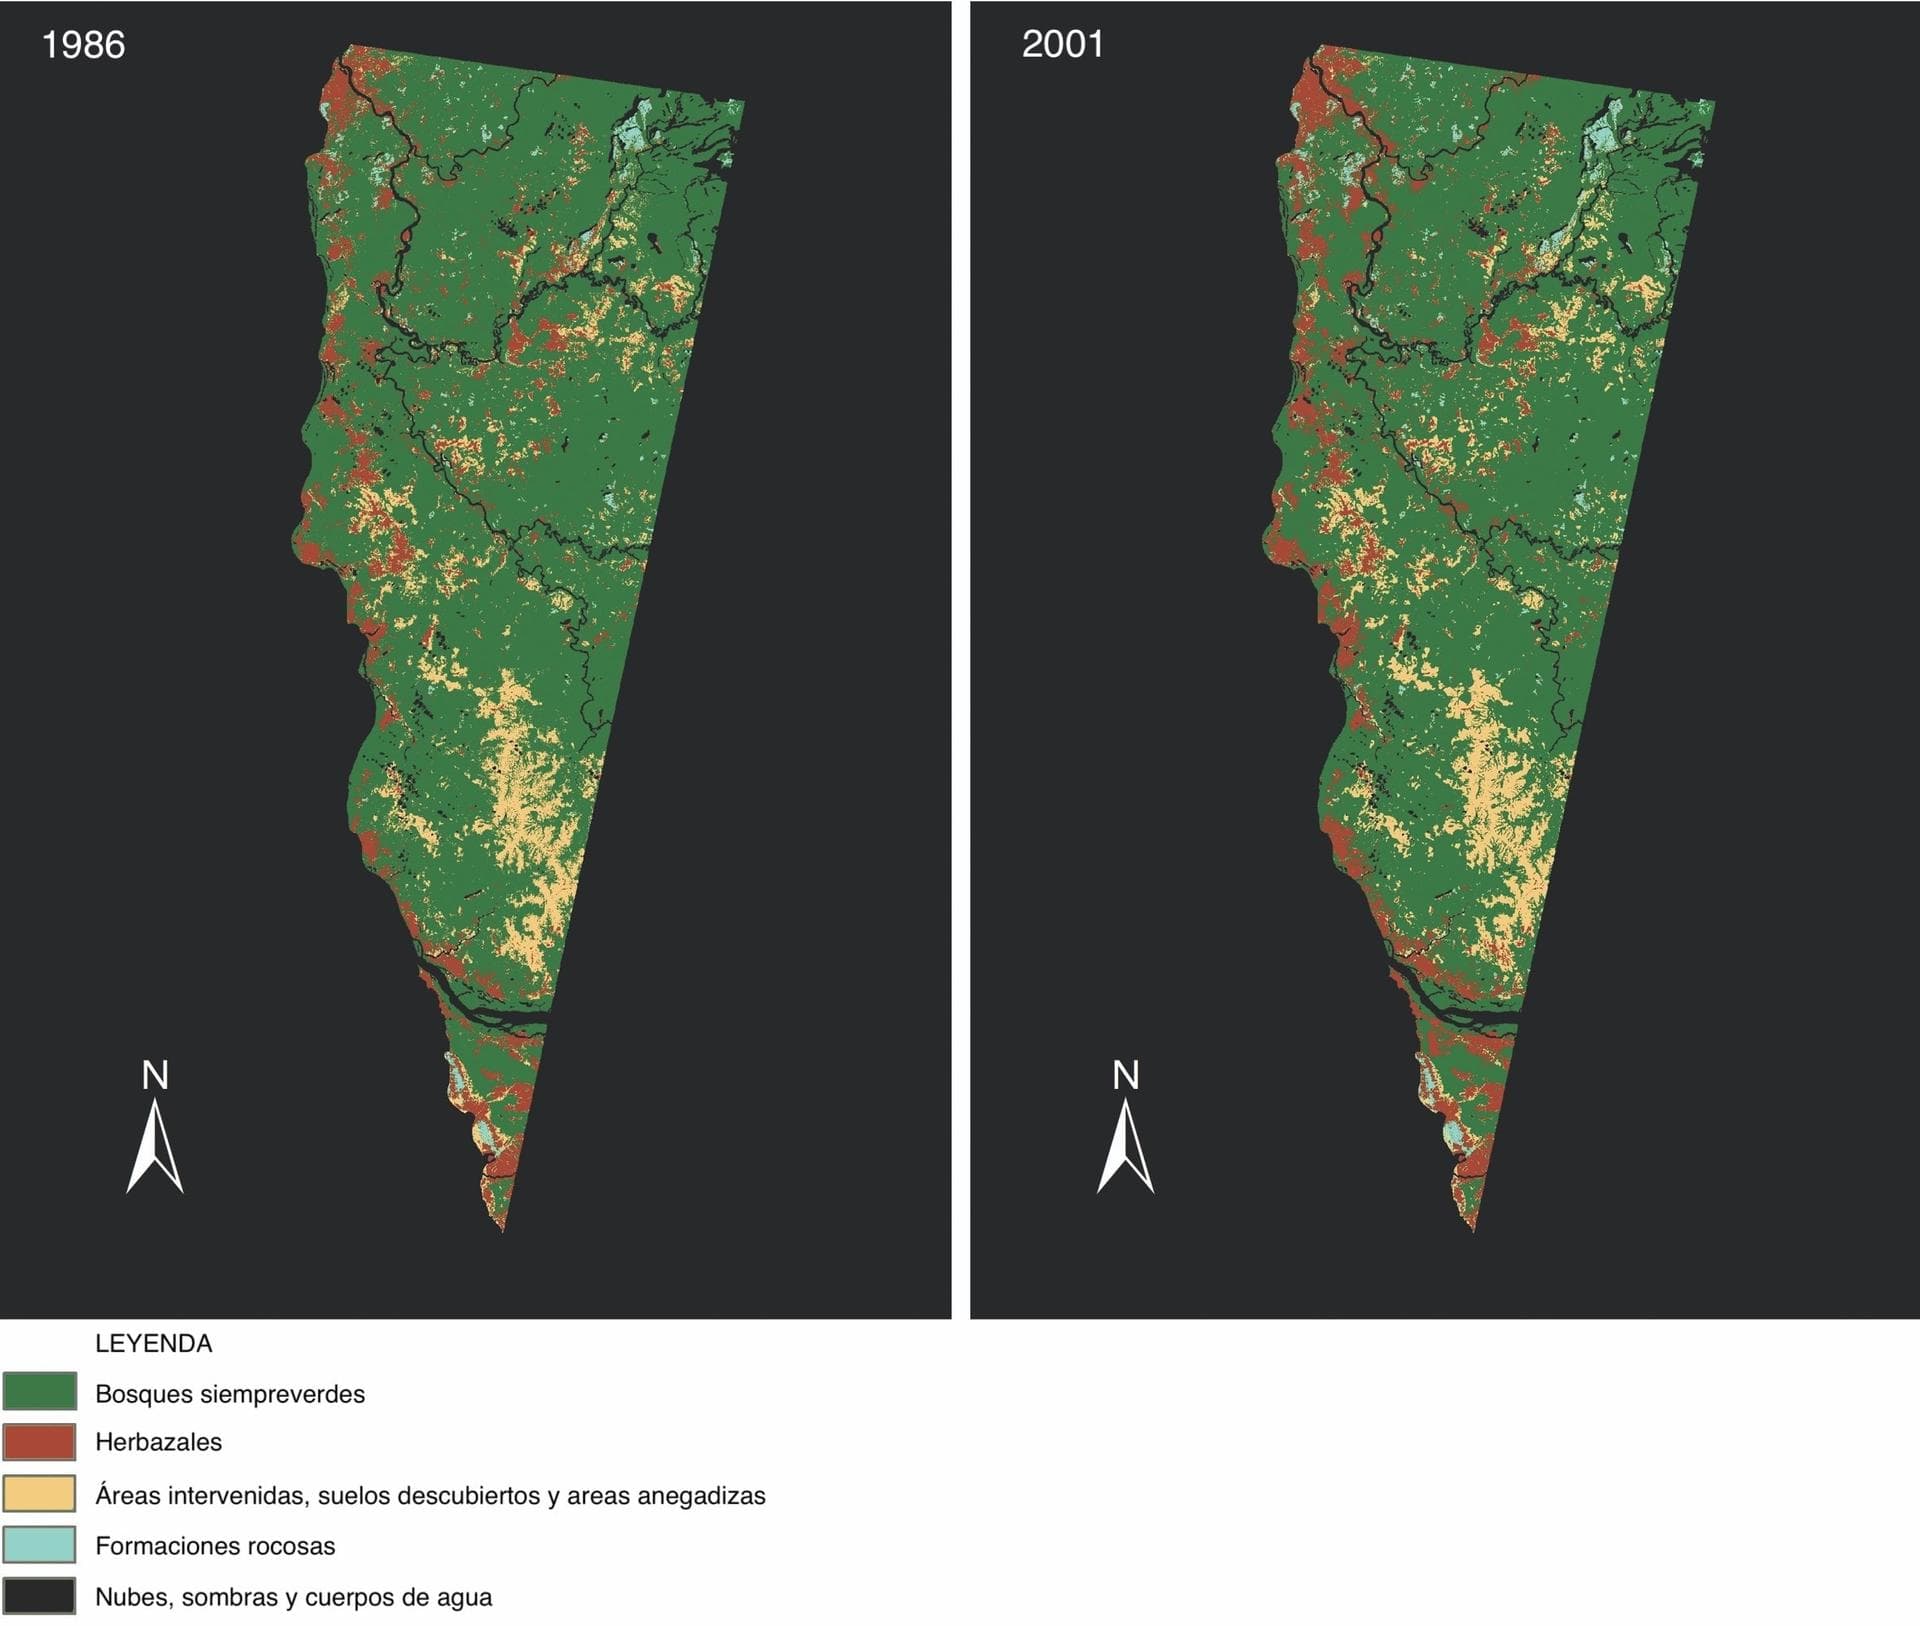 1986
2001
N
N
LEYENDA
Bosques siempreverdes
Herbazales
Áreas intervenidas, suelos descubiertos y areas anegadizas
Formaciones rocosas
Nubes, sombras y cuerpos de agua